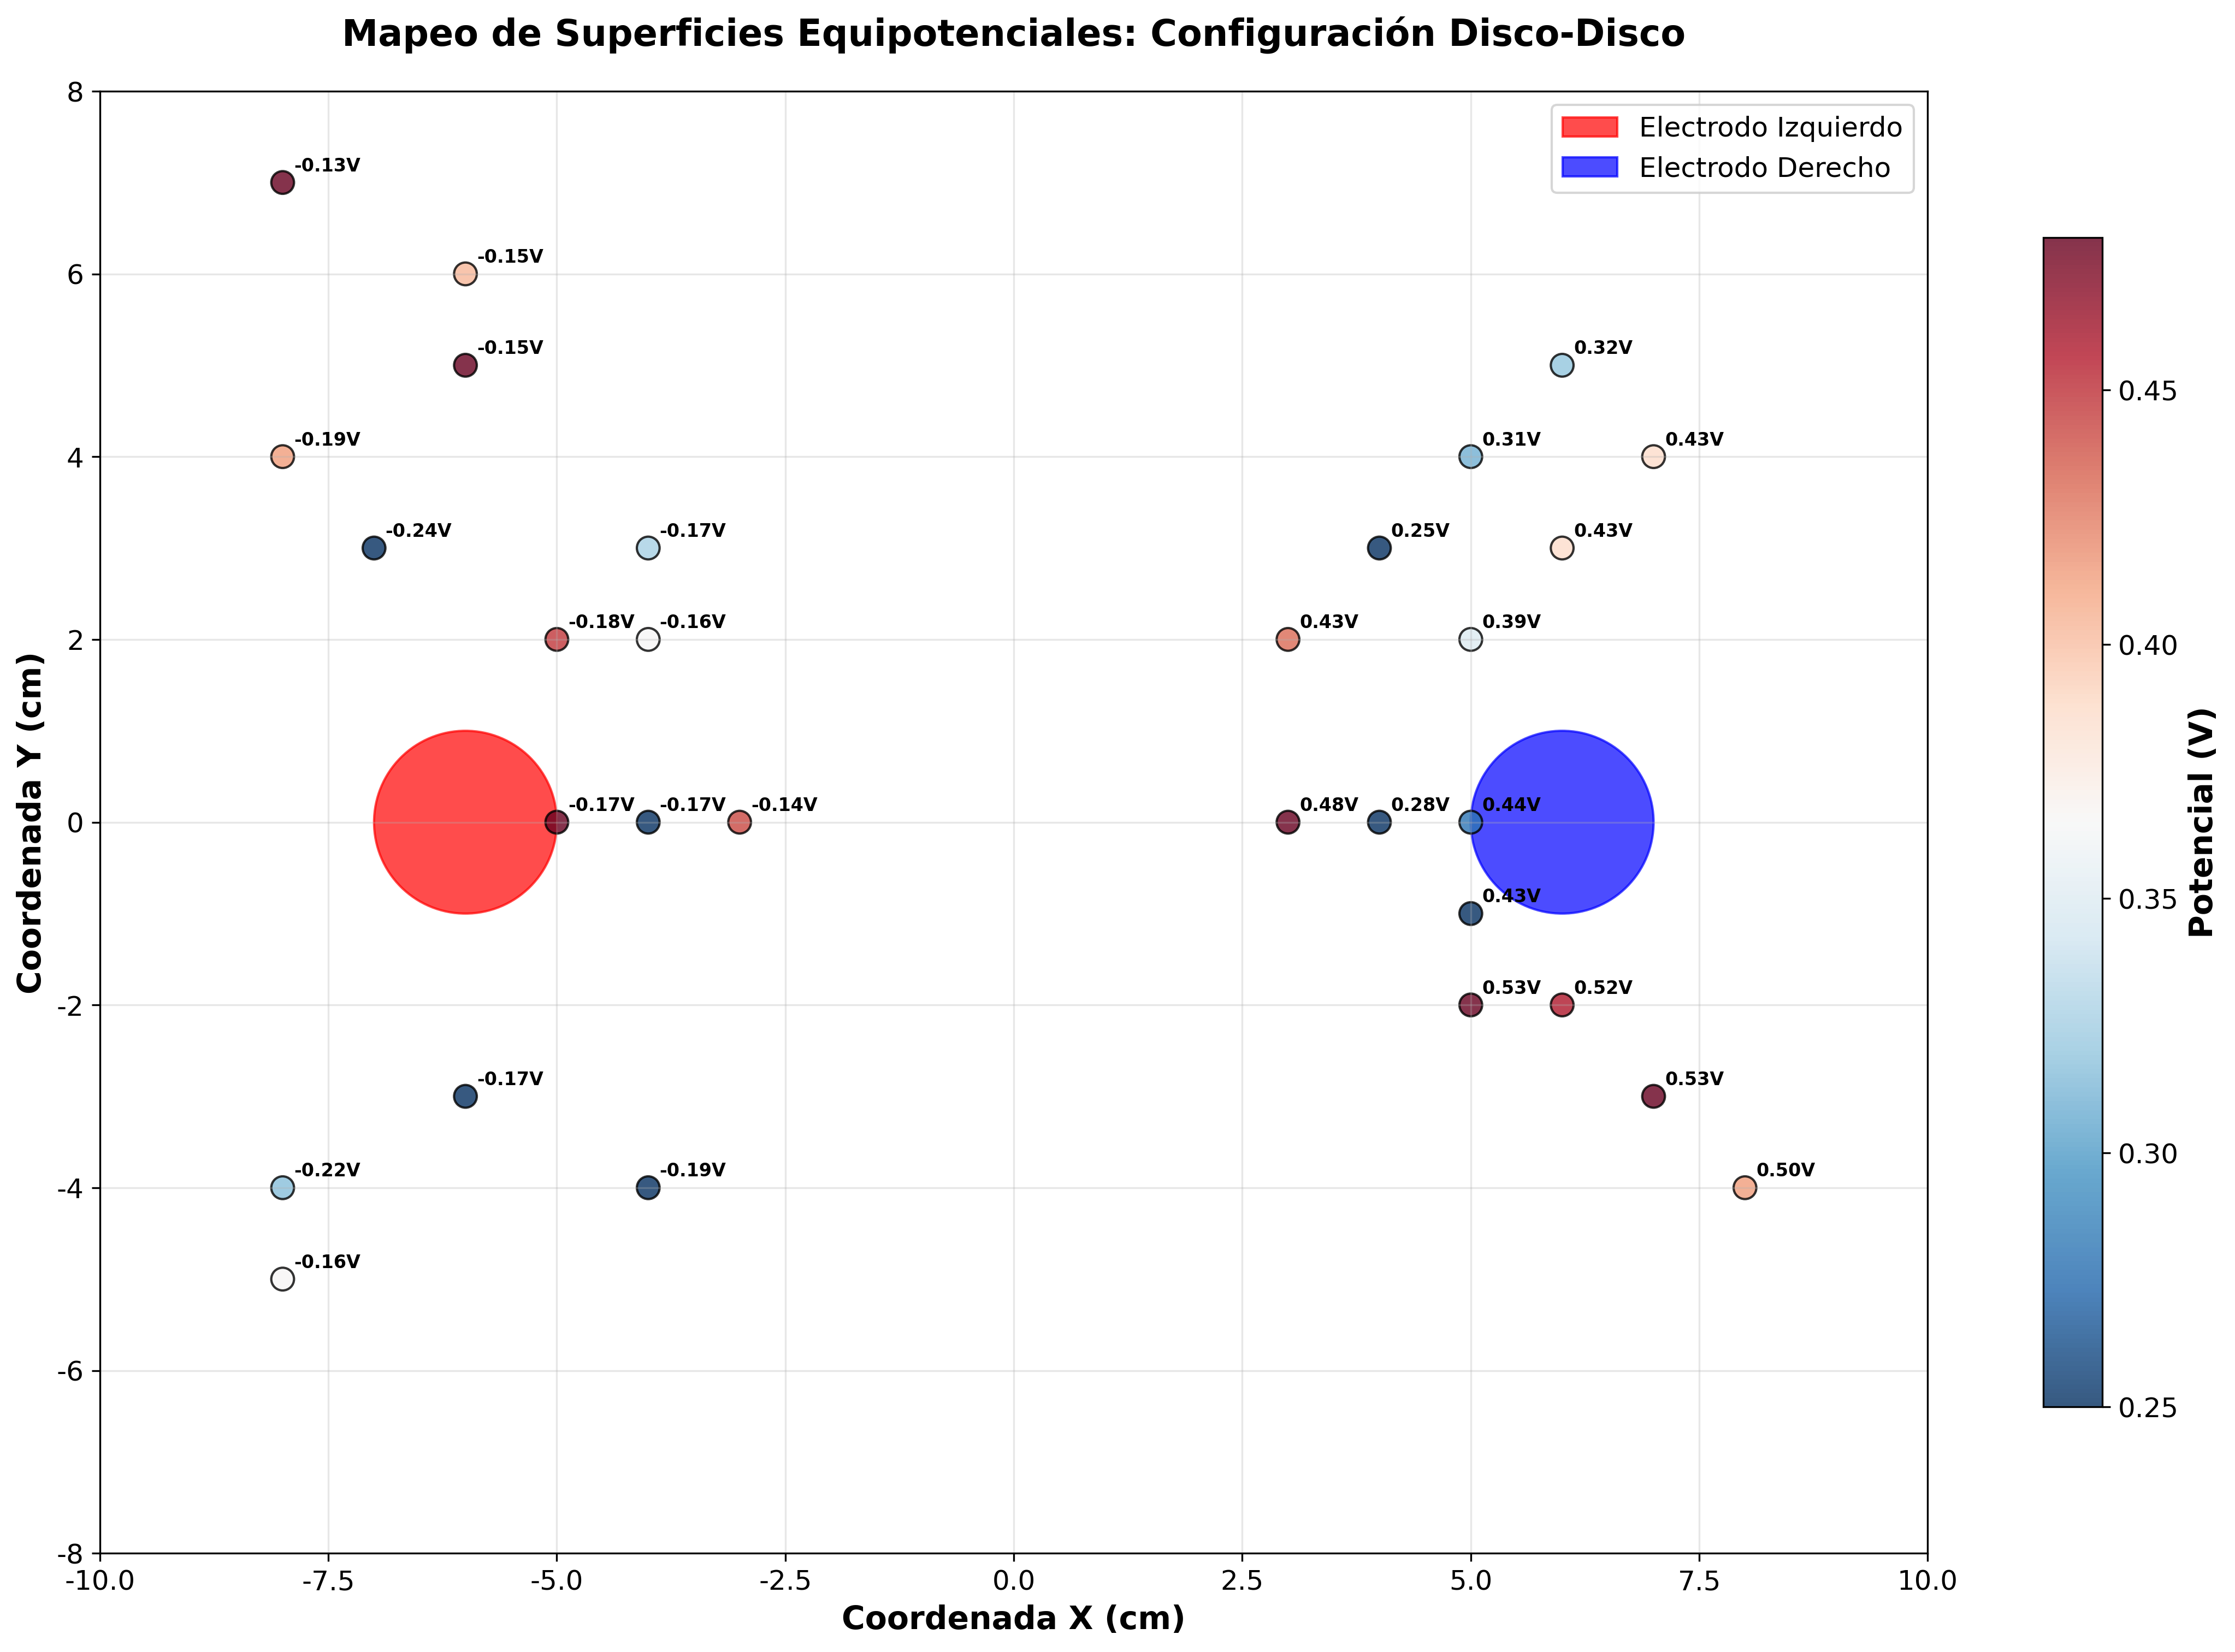 Mapeo de Superficies Equipotenciales: Configuración Disco-Disco
Electrodo Izquierdo
Electrodo Derecho
Coordenada Y (cm)
8
6
4
2
0
-2
-4
-6
-8
-0.13V
-0.15V
-0.15V
0.32V
-0.19V
0.31V
0.43V
-0.24V
-0.17V
0.25V
0.43V
-0.18V
-0.16V
0.43V
0.39V
-0.17V
-0.17V
-0.14V
0.48V
0.28V
0.44V
0.43V
0.53V
0.52V
-0.17V
0.53V
-0.22V
-0.19V
0.50V
-0.16V
-10.0
-7.5
-5.0
-2.5
0.0
2.5
5.0
7.5
10.0
Coordenada X (cm)
0.45
0.40
0.35
0.30
0.25
Potencial (V)